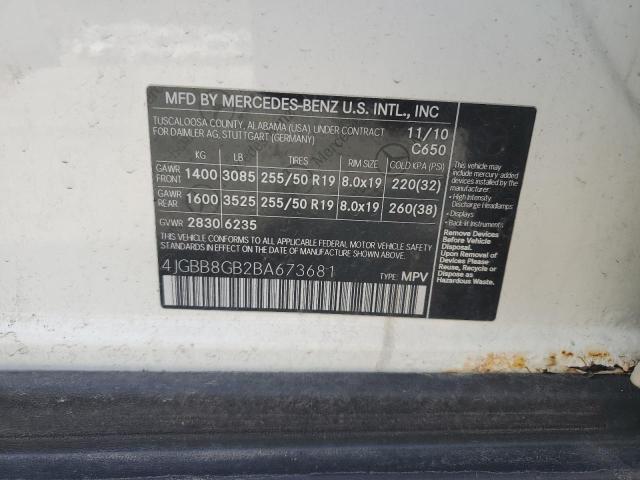 MFD BY MERCEDES-BENZ U.S. INTL., INC
TUSCALOOSA COUNTY, ALABAMA (USA) UNDER CONTRACT 11/10
FOR DAIMLER AG, STUTTGART (GERMANY) C650
KG LB TIRES RIM SIZE COLD KPA (PSI)
GAWR FRONT 1400 3085 255/50 R19 8.0x19 220(32)
GAWR REAR 1600 3525 255/50 R19 8.0x19 260(38)
GVWR 2830 6235
THIS VEHICLE CONFORMS TO ALL APPLICABLE FEDERAL MOTOR VEHICLE SAFETY
STANDARDS IN EFFECT ON THE DATE OF MANUFACTURE SHOWN ABOVE.
4JGBB8GB2BA673681 TYPE: MPV
This vehicle may
include mercury added
devices installed by the
manufacturer:
- High-Intensity
Discharge Headlamps
- Displays
- Back-lit Instruments
Remove Devices
Before Vehicle
Disposal.
Upon Removal of
Devices Please
Reuse, Recycle or
Dispose as
Hazardous Waste.